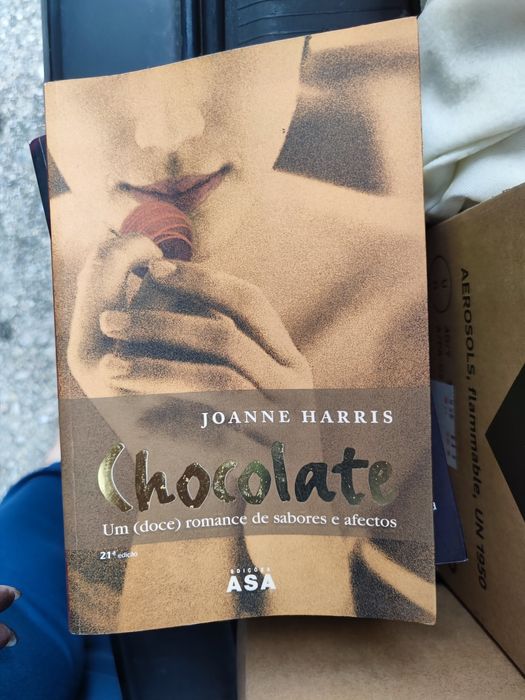 JOANNE HARRIS
Chocolate
Um (doce) romance de sabores e afectos
21ª edição
EDIÇÕES
ASA
AEROSOLS, flammable, UN 1950